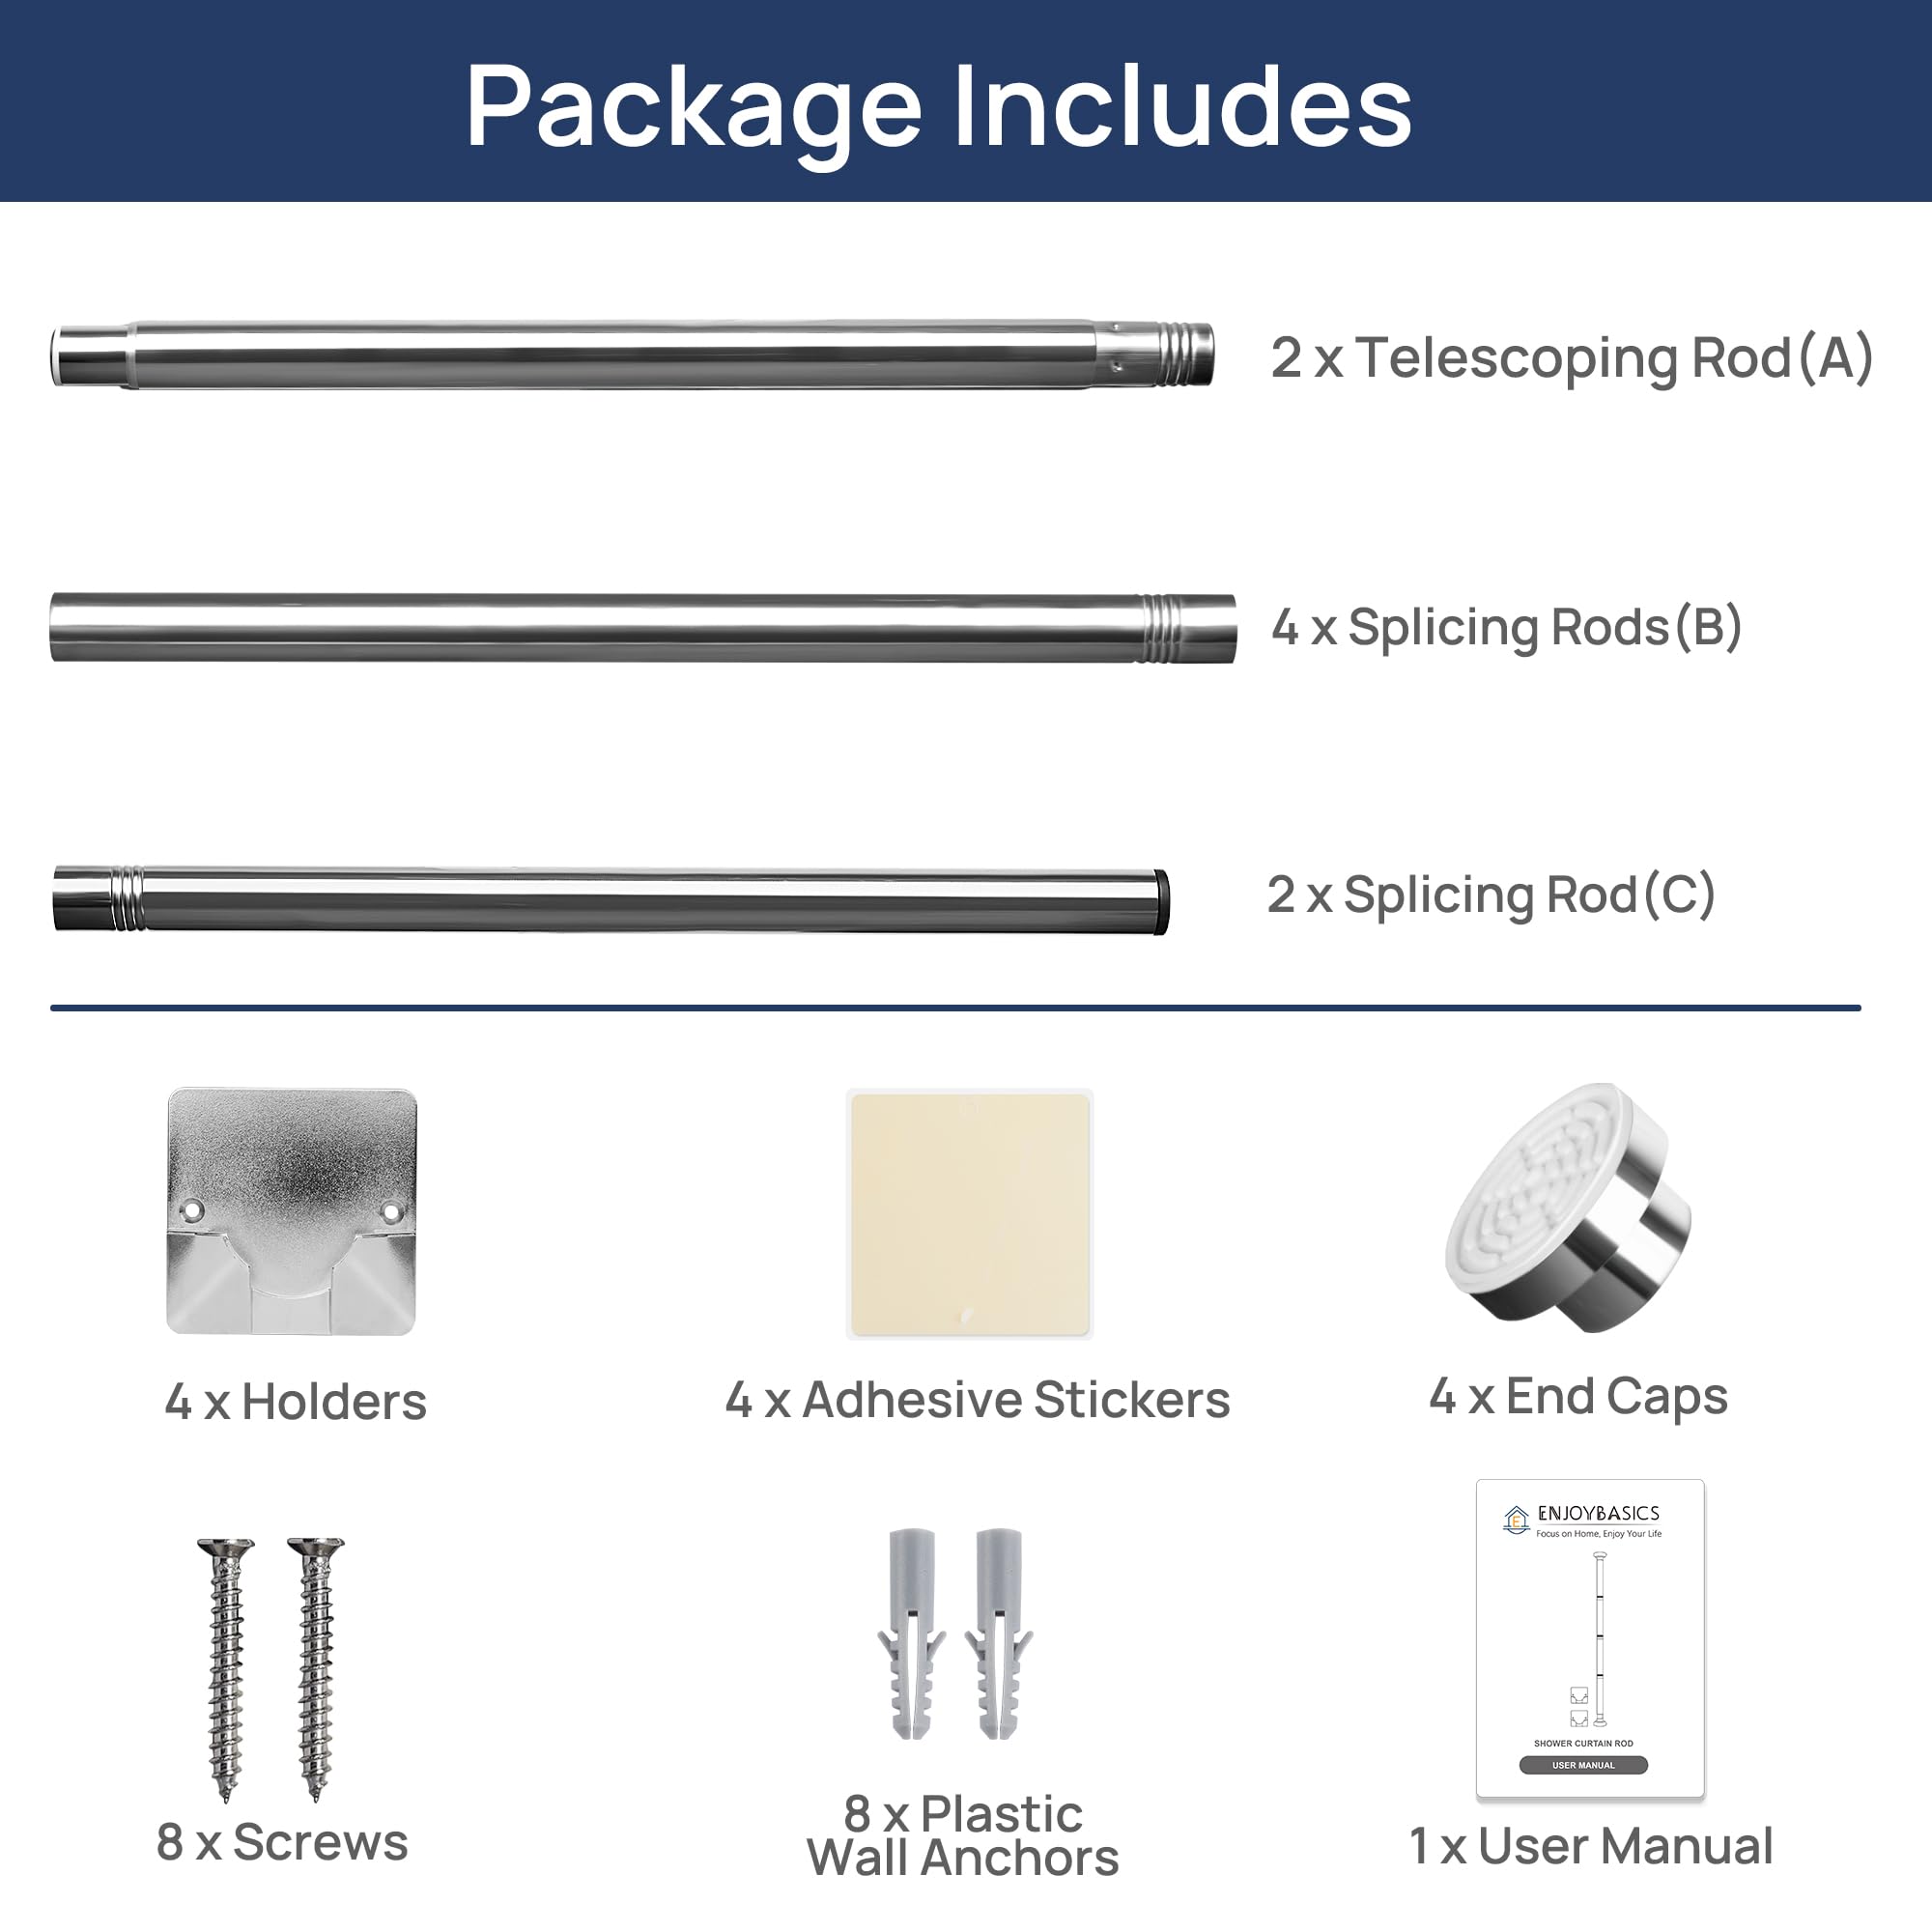 Package Includes
2 x Telescoping Rod(A)
4 x Splicing Rods(B)
2 x Splicing Rod(C)
4 x Holders
4 x Adhesive Stickers
4 x End Caps
E ENJOYBASICS
Focus on Home, Enjoy Your Life
SHOWER CURTAIN ROD
USER MANUAL
8 x Screws
8 x Plastic
Wall Anchors
1 x User Manual